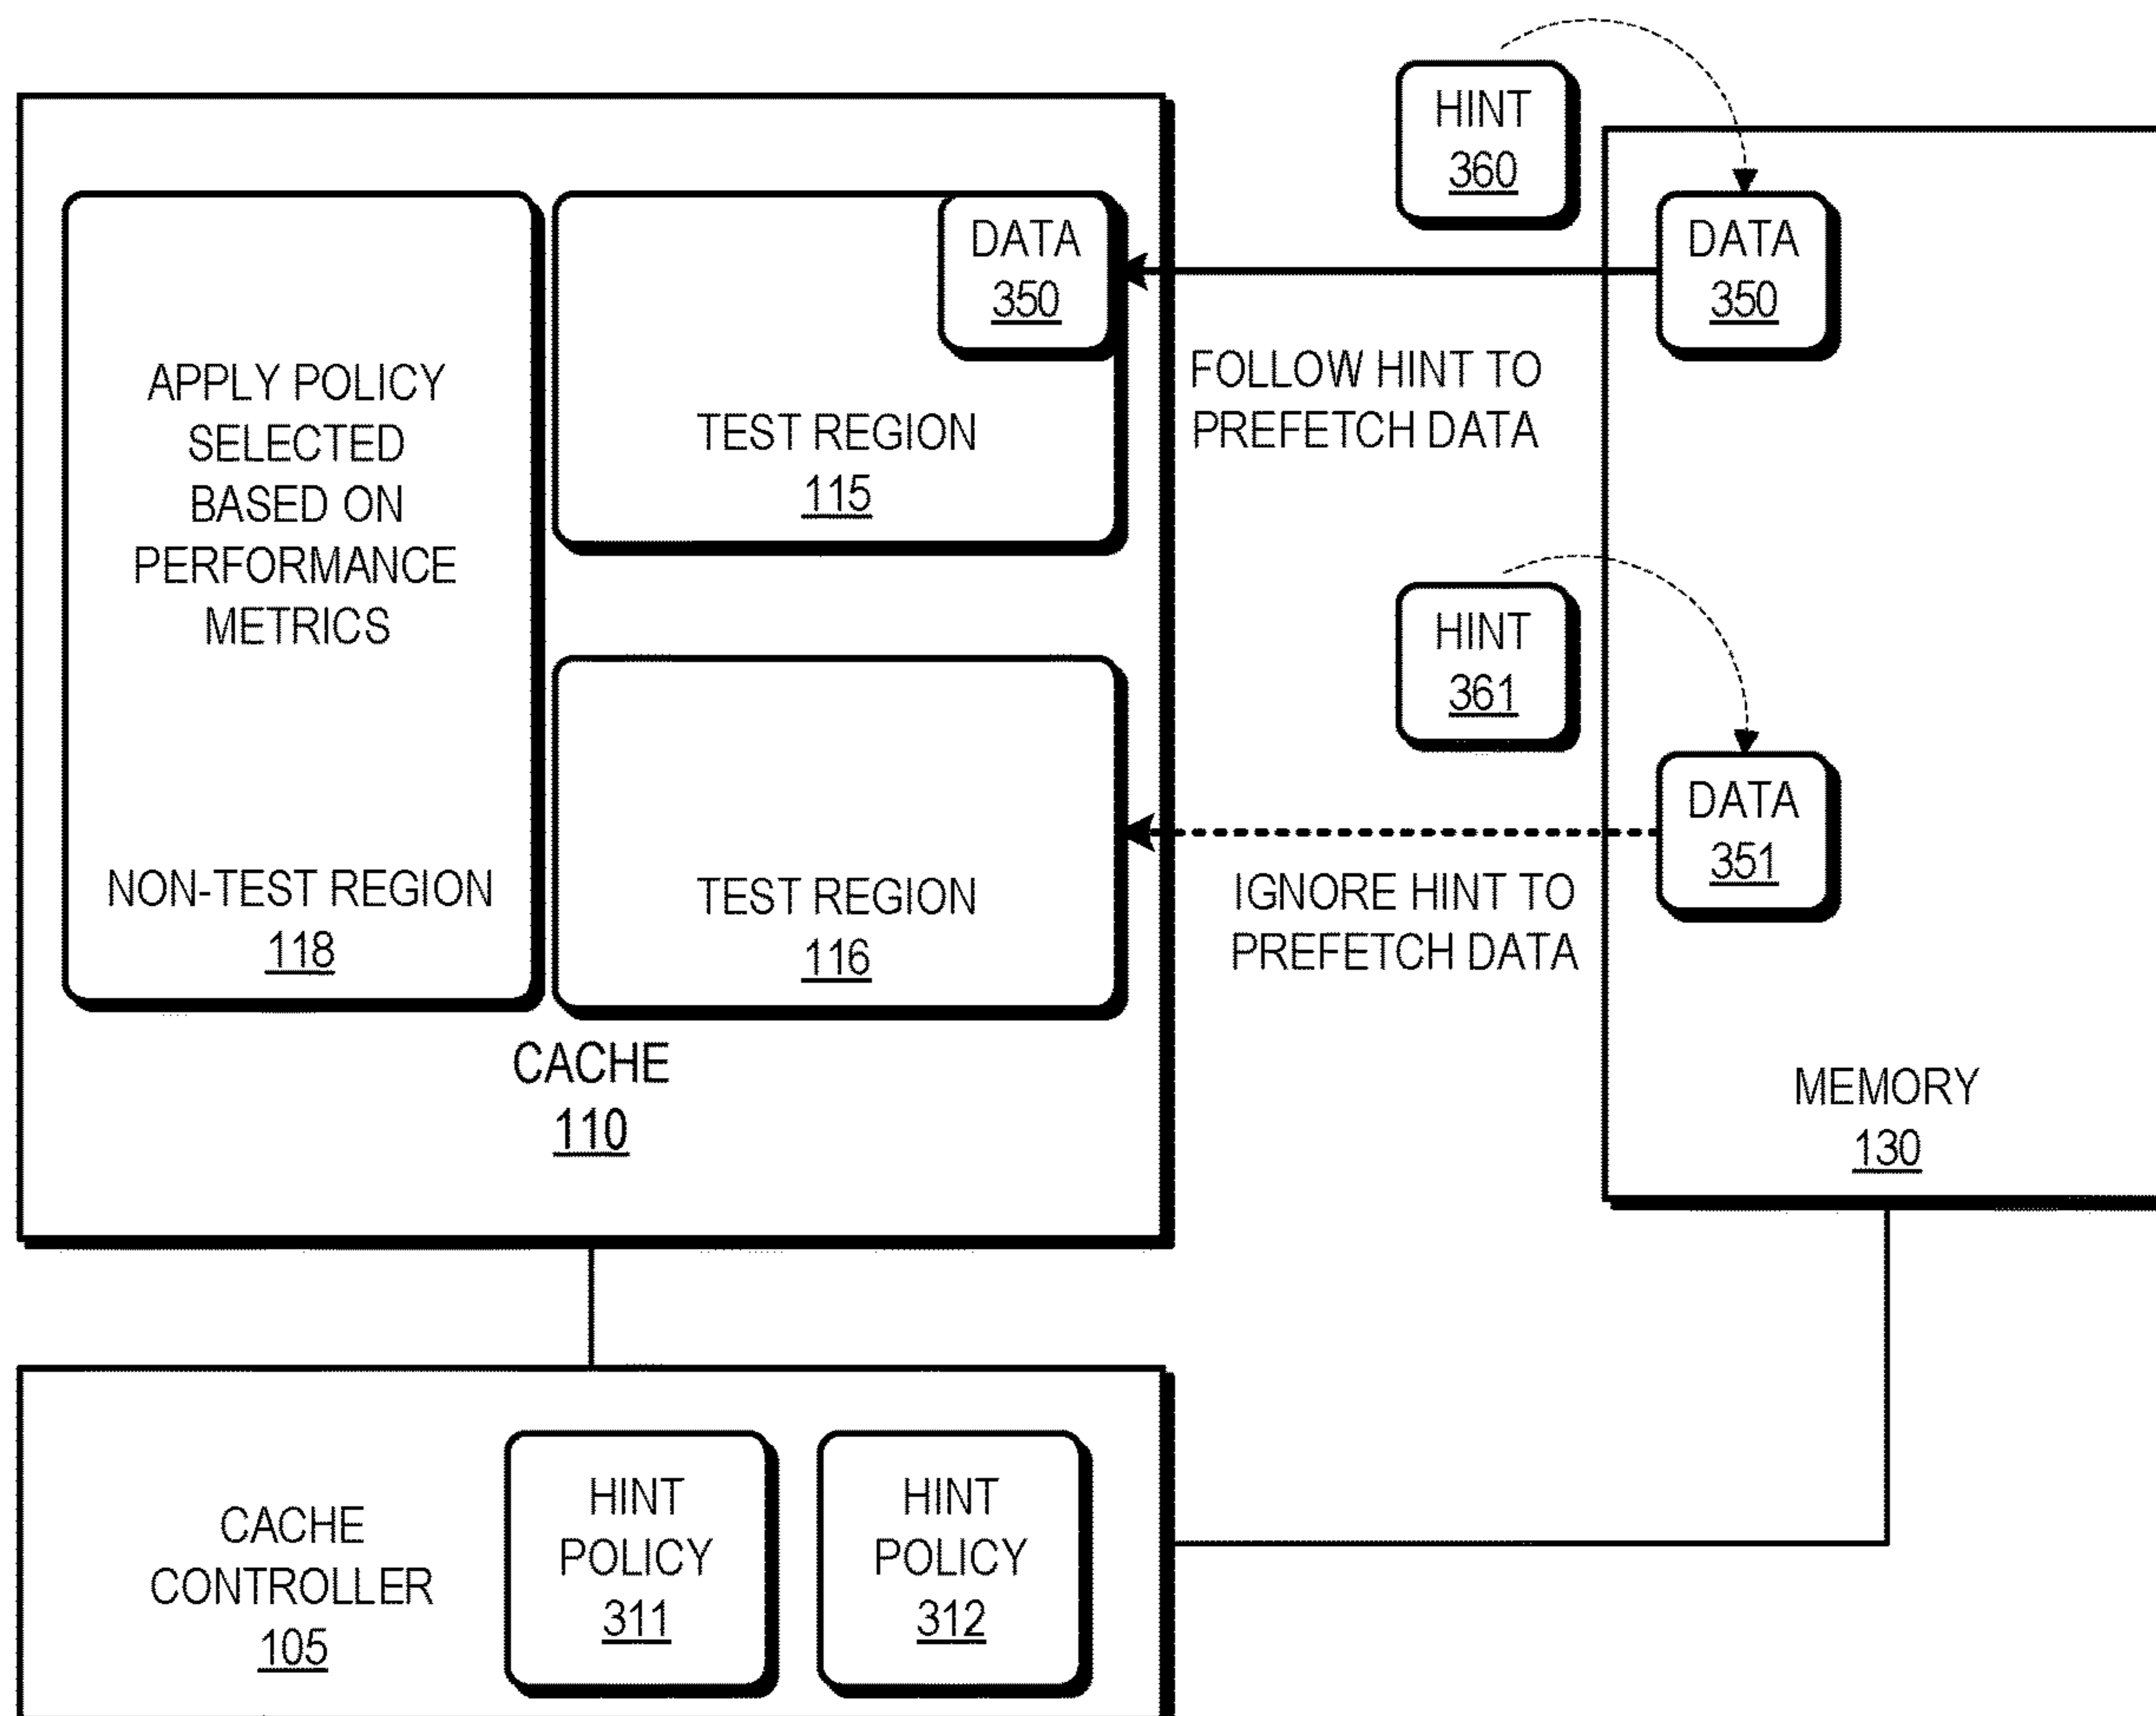 HINT
360
DATA
350
DATA
350
APPLY POLICY
SELECTED
BASED ON
PERFORMANCE
METRICS
FOLLOW HINT TO
PREFETCH DATA
TEST REGION
115
HINT
361
DATA
351
NON-TEST REGION
118
TEST REGION
116
IGNORE HINT TO
PREFETCH DATA
CACHE
110
MEMORY
130
CACHE
CONTROLLER
105
HINT
POLICY
311
HINT
POLICY
312